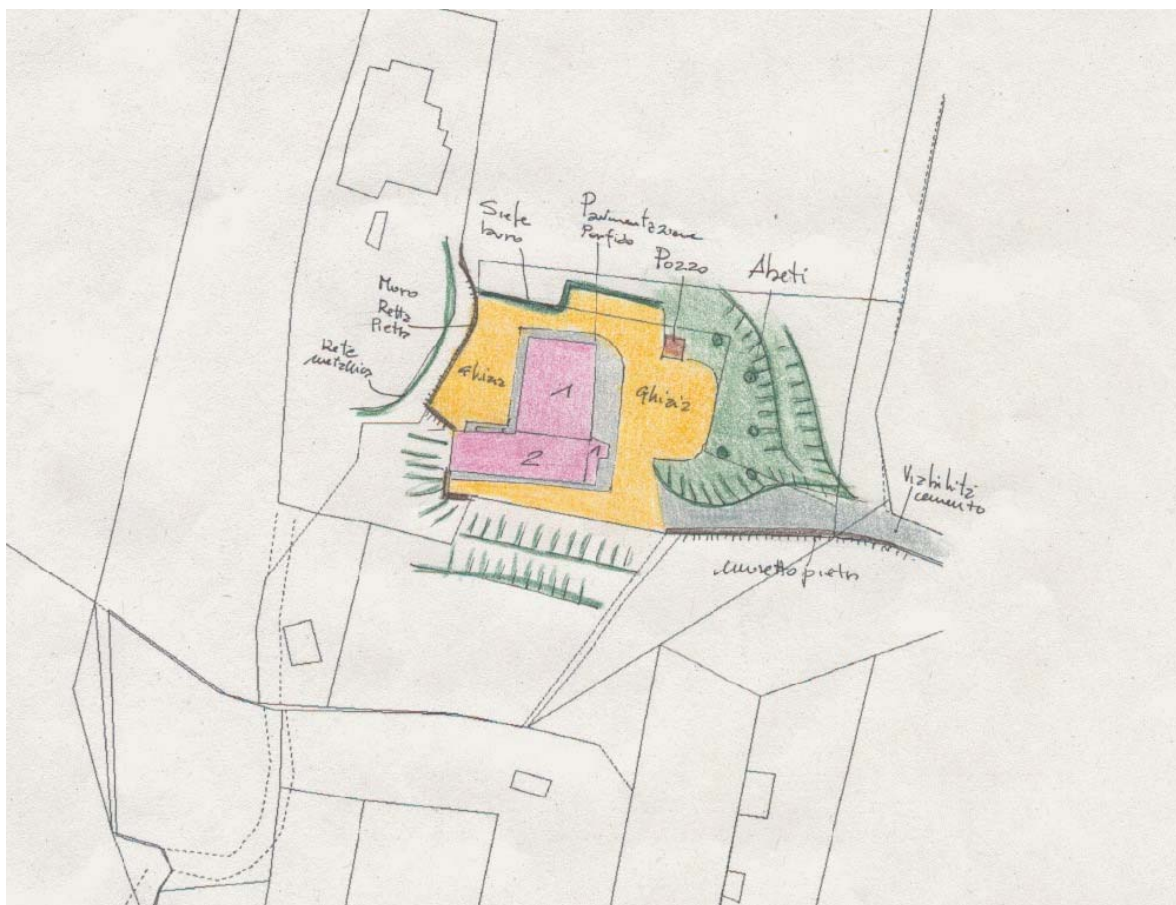 Siepe
lauro
Pavimentazione
Porfido
Pozzo
Abeti
Muro
Retta
Pietra
Rete
metallica
Ghiaia
1
Ghiaia
2
1
Viabilità
cemento
muretto pietra